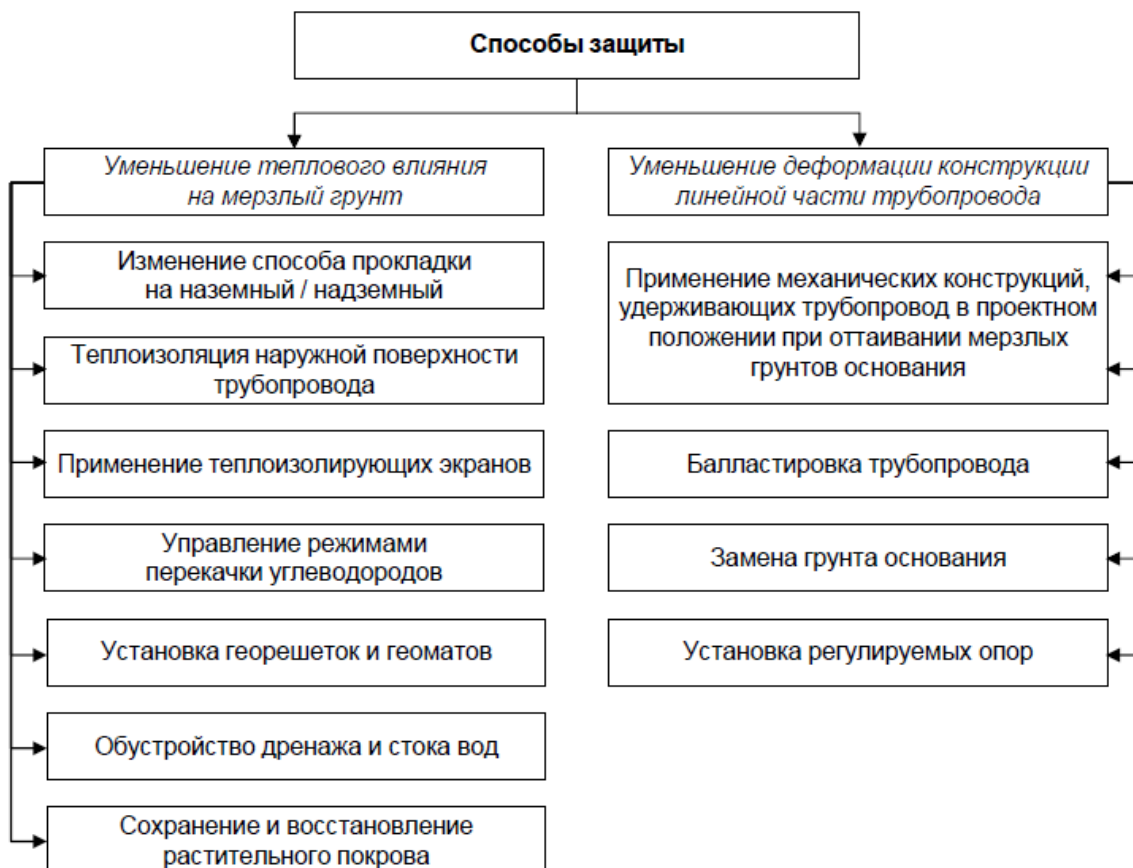 Способы защиты
Уменьшение теплового влияния
на мерзлый грунт
Изменение способа прокладки
на наземный / надземный
Теплоизоляция наружной поверхности
трубопровода
Применение теплоизолирующих экранов
Управление режимами
перекачки углеводородов
Установка георешеток и геоматов
Обустройство дренажа и стока вод
Сохранение и восстановление
растительного покрова
Уменьшение деформации конструкции
линейной части трубопровода
Применение механических конструкций,
удерживающих трубопровод в проектном
положении при оттаивании мерзлых
грунтов основания
Балластировка трубопровода
Замена грунта основания
Установка регулируемых опор